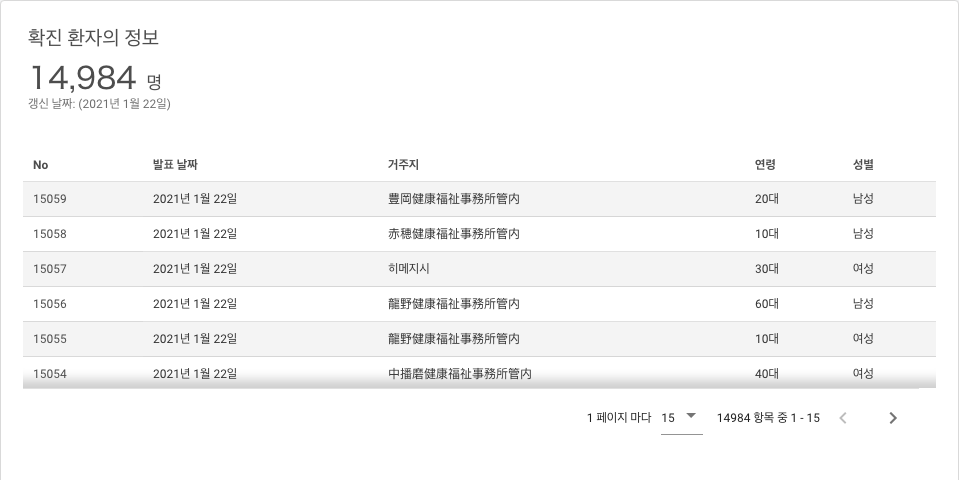 확진 환자의 정보
14,984 명
갱신 날짜: (2021년 1월 22일)
No 발표 날짜 거주지 연령 성별
15059 2021년 1월 22일 豊岡健康福祉事務所管内 20대 남성
15058 2021년 1월 22일 赤穂健康福祉事務所管内 10대 남성
15057 2021년 1월 22일 히메지시 30대 여성
15056 2021년 1월 22일 龍野健康福祉事務所管内 60대 남성
15055 2021년 1월 22일 龍野健康福祉事務所管内 10대 여성
15054 2021년 1월 22일 中播磨健康福祉事務所管内 40대 여성
1 페이지 마다 15 14984 항목 중 1 - 15